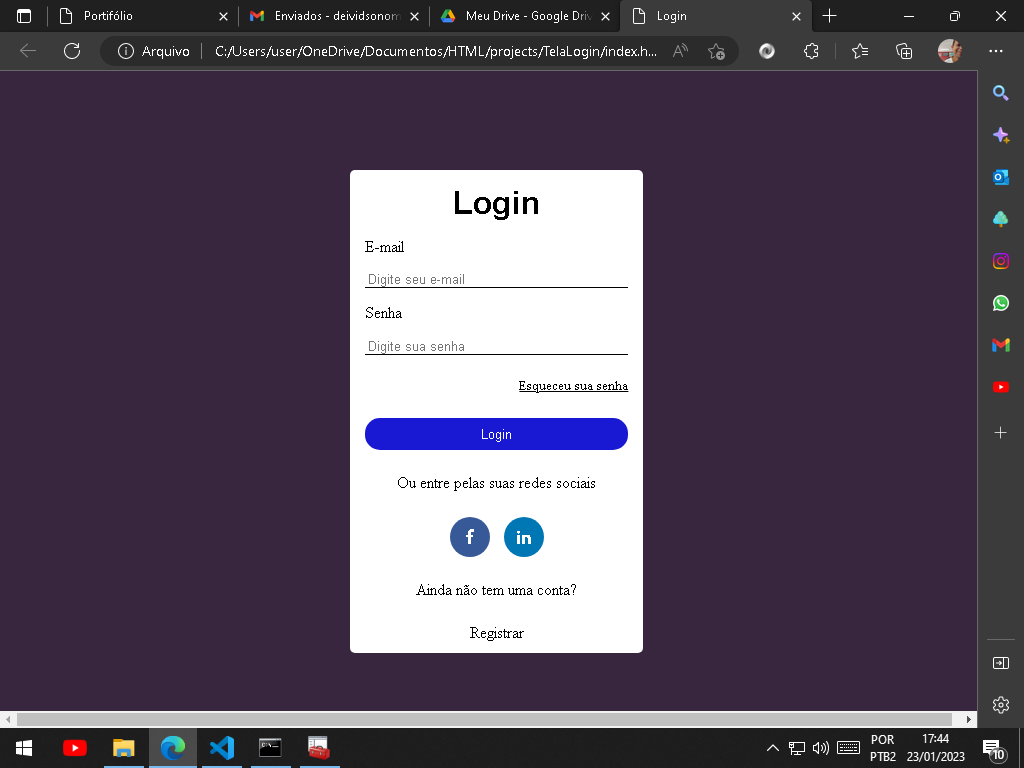 Portifólio
Enviados - deividsonom
Meu Drive - Google Driv
Login
Arquivo
C:/Users/user/OneDrive/Documentos/HTML/projects/TelaLogin/index.h...
Login
E-mail
Digite seu e-mail
Senha
Digite sua senha
Esqueceu sua senha
Login
Ou entre pelas suas redes sociais
f
in
Ainda não tem uma conta?
Registrar
POR
PTB2
17:44
23/01/2023
10